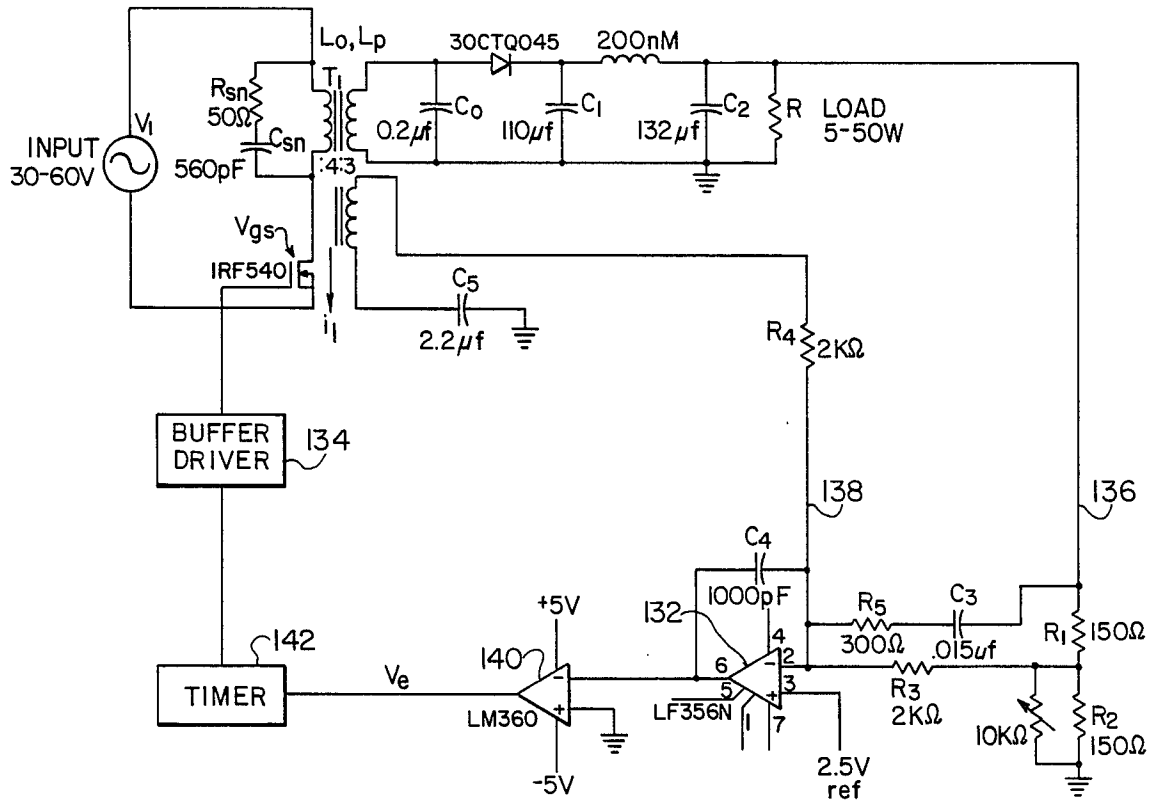 Lo, Lp
30CTQ045
200nM
T1
Rsn
50Ω
Co
0.2µf
C1
110µf
C2
132µf
R
LOAD
5-50W
V1
INPUT
30-60V
Csn
560pF
:4:3
Vgs
IRF540
i1
C5
2.2µf
R4
2KΩ
BUFFER
DRIVER
134
138
136
C4
1000pF
132
R5
300Ω
C3
.015uf
R1
150Ω
+5V
142
TIMER
Ve
140
-
+
LM360
-5V
4
6
-
2
5
+
3
LF356N
1
7
R3
2KΩ
10KΩ
R2
150Ω
2.5V
ref